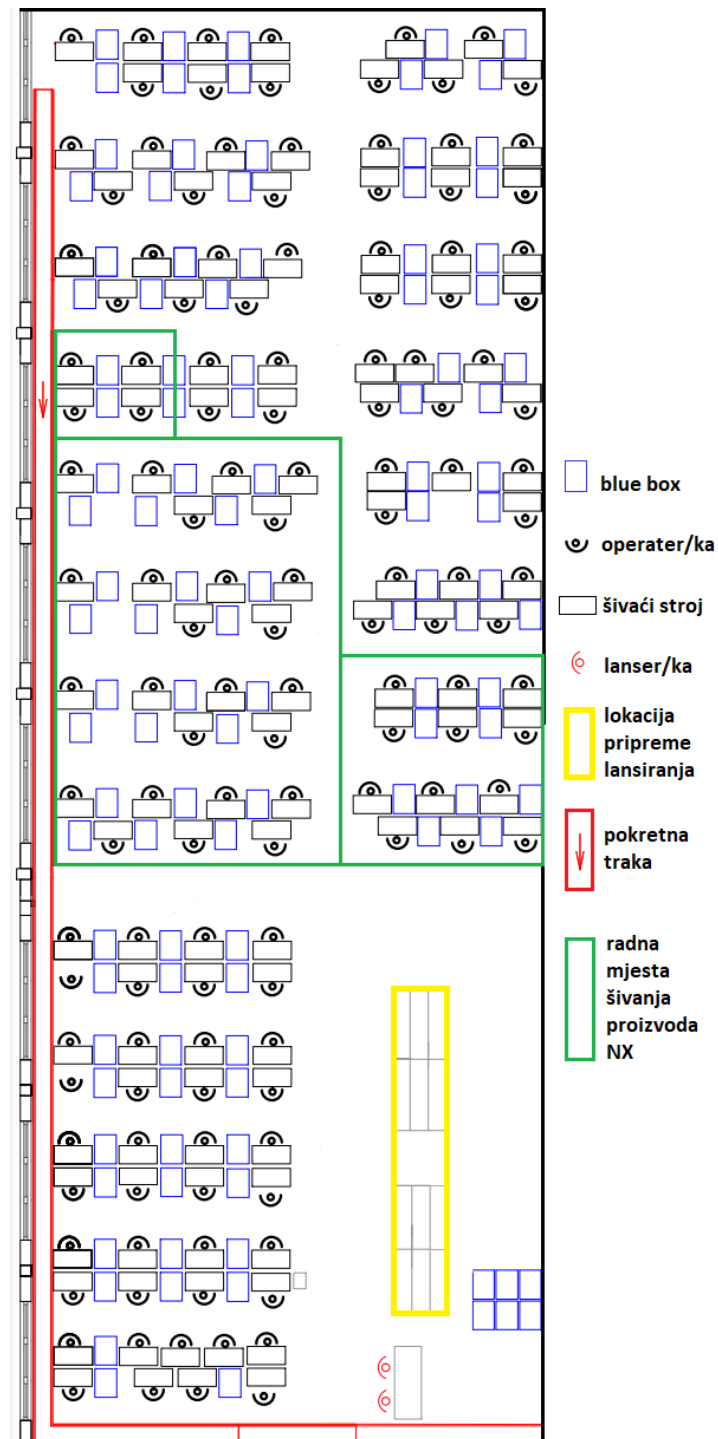 blue box
operater/ka
šivaći stroj
lanser/ka
lokacija
pripreme
lansiranja
pokretna
traka
radna
mjesta
šivanja
proizvoda
NX